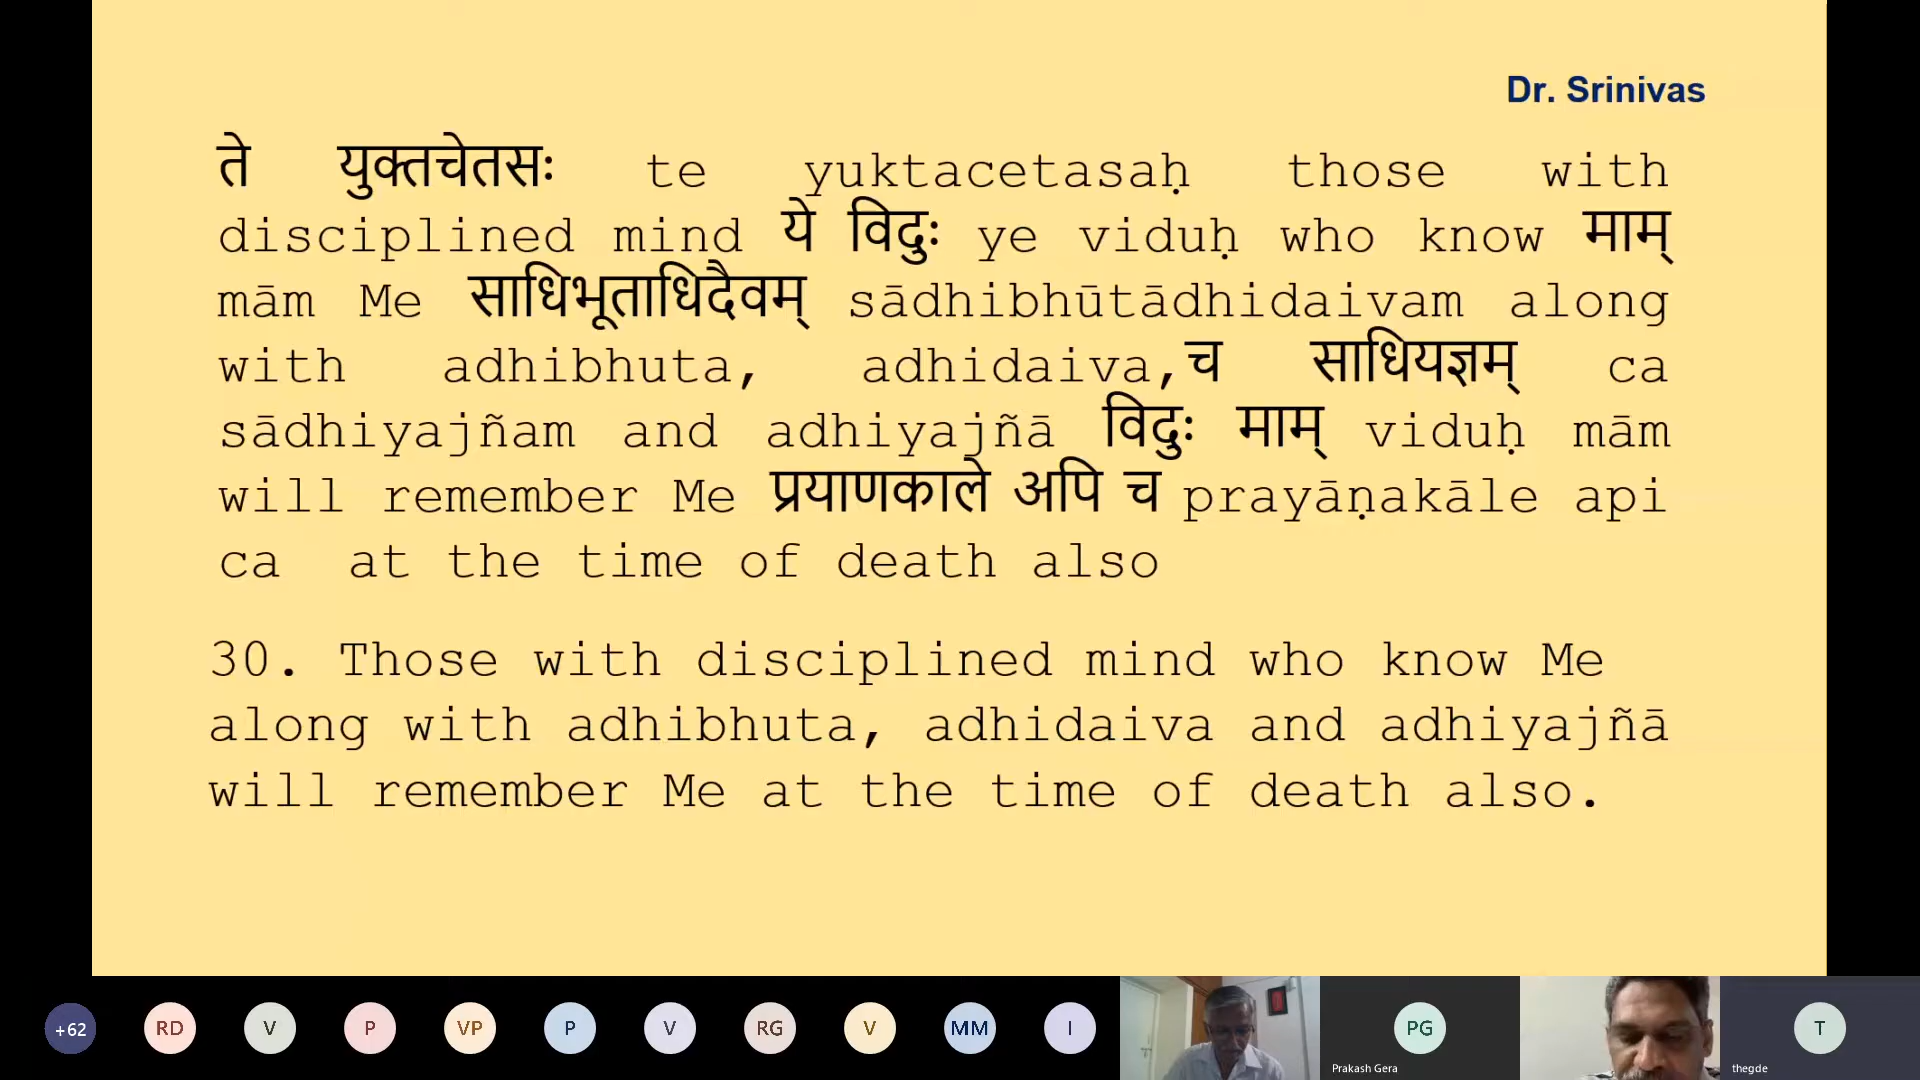 Dr. Srinivas
ते युक्तचेतसः te yuktacetasaḥ those with
disciplined mind ये विदुः ye viduḥ who know माम्
mām Me साधिभूताधिदैवम् sādhibhūtādhidaivam along
with adhibhuta, adhidaiva,च साधियज्ञम् ca
sādhiyajñam and adhiyajñā विदुः माम् viduḥ mām
will remember Me प्रयाणकाले अपि च prayāṇakāle api
ca at the time of death also
30. Those with disciplined mind who know Me
along with adhibhuta, adhidaiva and adhiyajñā
will remember Me at the time of death also.
+62 RD V P VP P V RG V MM I PG T
Prakash Gera thegde